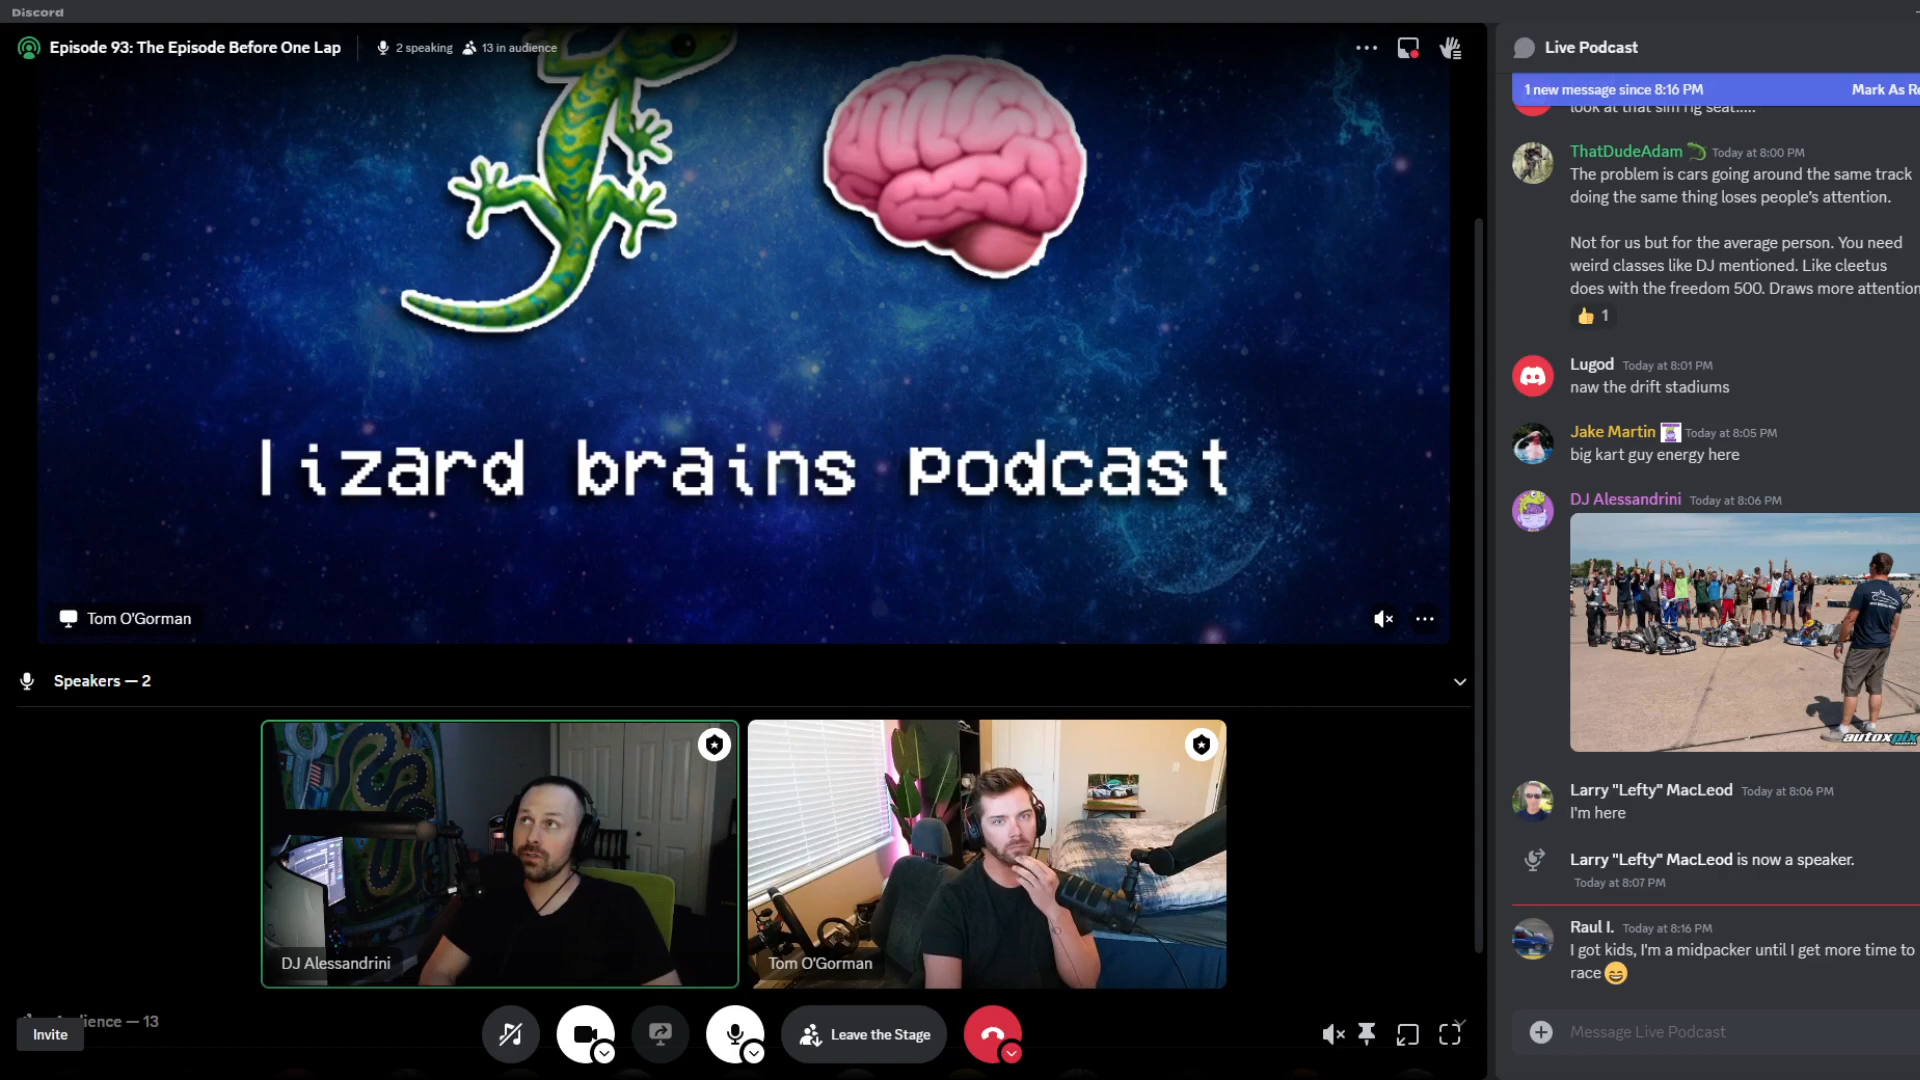 Discord
Episode 93: The Episode Before One Lap
2 speaking
13 in audience
lizard brains podcast
Tom O'Gorman
Speakers — 2
DJ Alessandrini
Tom O'Gorman
Invite
Leave the Stage
Live Podcast
1 new message since 8:16 PM
Mark As Re
look at that sim rig seat.....
ThatDudeAdam Today at 8:00 PM
The problem is cars going around the same track
doing the same thing loses people's attention.
Not for us but for the average person. You need
weird classes like DJ mentioned. Like cleetus
does with the freedom 500. Draws more attention
1
Lugod Today at 8:01 PM
naw the drift stadiums
Jake Martin Today at 8:05 PM
big kart guy energy here
DJ Alessandrini Today at 8:06 PM
autoxpix
Larry "Lefty" MacLeod Today at 8:06 PM
I'm here
Larry "Lefty" MacLeod is now a speaker.
Today at 8:07 PM
Raul I. Today at 8:16 PM
I got kids, I'm a midpacker until I get more time to
race
Message Live Podcast